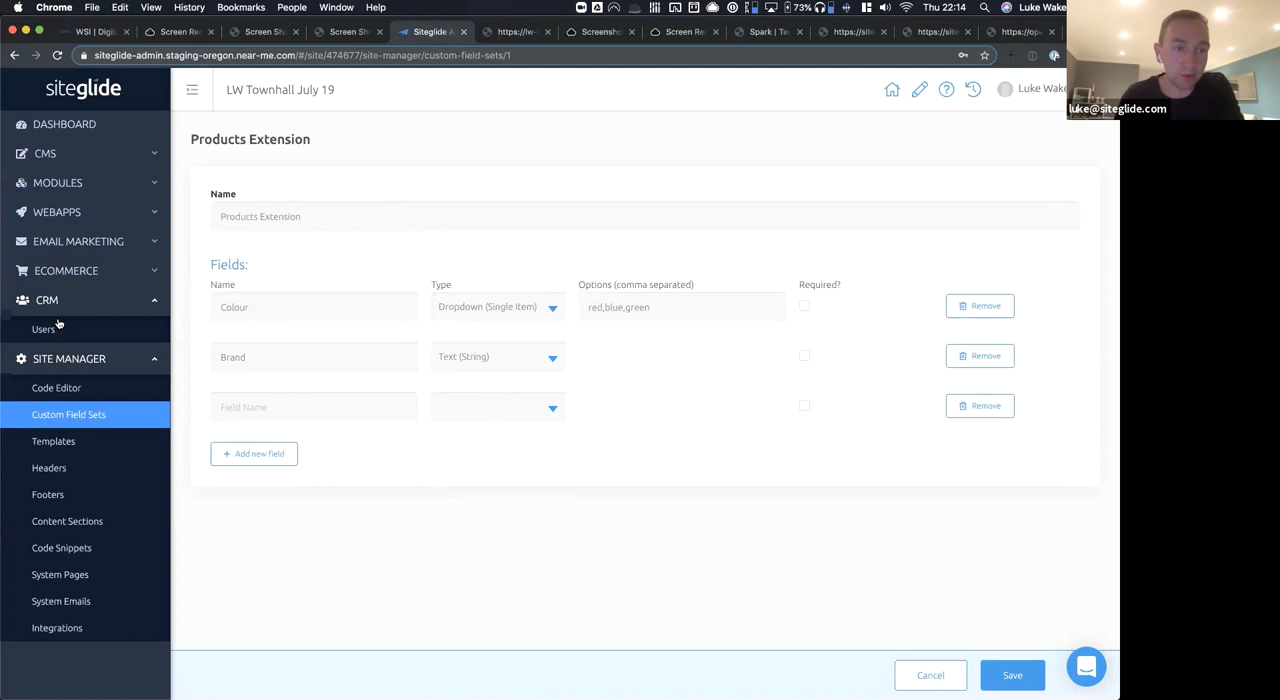 Chrome File Edit View History Bookmarks People Window Help 73% Thu 22:14 Luke Wake
WSI | Digi Screen Re Screen Sho Screen Sho Siteglide A https://lw- Screensho Screen Re Spark | Te https://site https://site https://op
siteglide-admin.staging-oregon.near-me.com/#/site/474677/site-manager/custom-field-sets/1
siteglide
LW Townhall July 19
Luke Wake
luke@siteglide.com
DASHBOARD
CMS
MODULES
WEBAPPS
EMAIL MARKETING
ECOMMERCE
CRM
Users
SITE MANAGER
Code Editor
Custom Field Sets
Templates
Headers
Footers
Content Sections
Code Snippets
System Pages
System Emails
Integrations
Products Extension
Name
Products Extension
Fields:
Name Type Options (comma separated) Required?
Colour Dropdown (Single Item) red,blue,green Remove
Brand Text (String) Remove
Field Name Remove
+ Add new field
Cancel Save